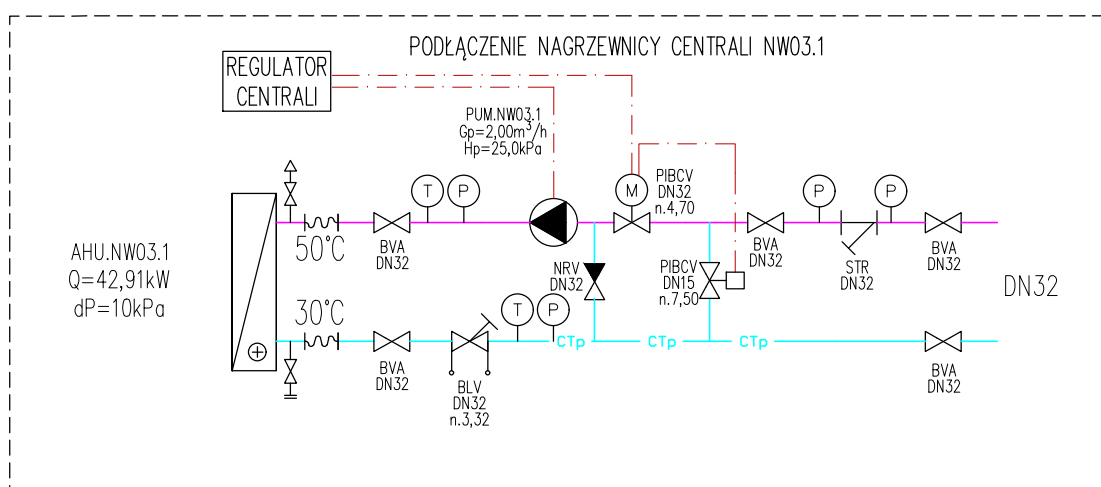 PODŁĄCZENIE NAGRZEWNICY CENTRALI NW03.1
REGULATOR
CENTRALI
PUM.NW03.1
Gp=2,00m³/h
Hp=25,0kPa
PIBCV
DN32
n.4,70
T
P
M
P
P
AHU.NW03.1
Q=42,91kW
dP=10kPa
50°C
BVA
DN32
NRV
DN32
PIBCV
DN15
n.7,50
BVA
DN32
STR
DN32
BVA
DN32
DN32
30°C
T
P
CTp
CTp
CTp
BVA
DN32
BLV
DN32
n.3,32
BVA
DN32